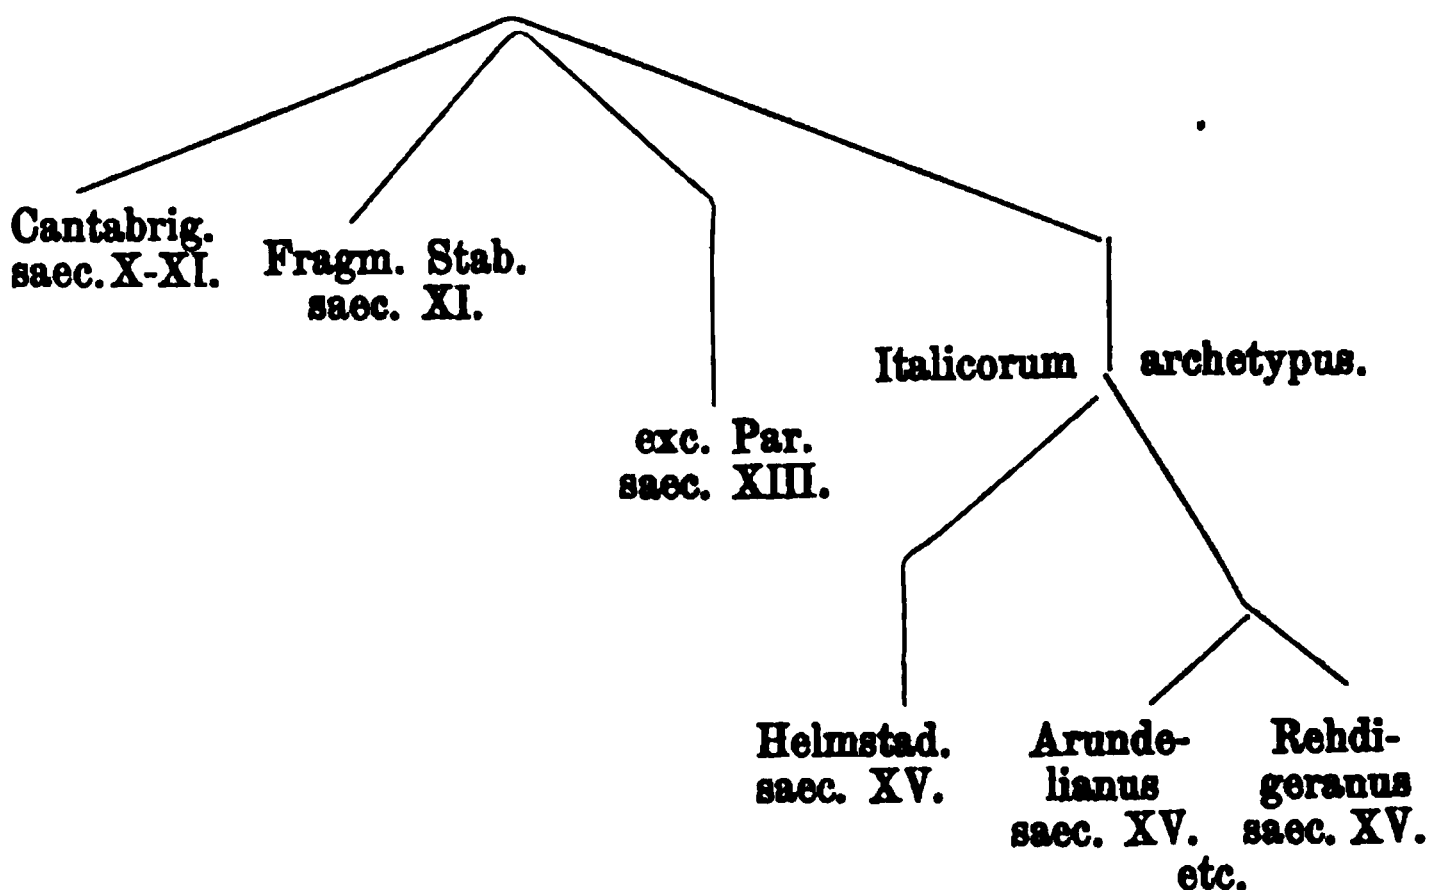 Cantabrig.
saec. X-XI.
Fragm. Stab.
saec. XI.
Italicorum archetypus.
exc. Par.
saec. XIII.
Helmstad.
saec. XV.
Arunde-
lianus
saec. XV.
Rehdi-
geranus
saec. XV.
etc.